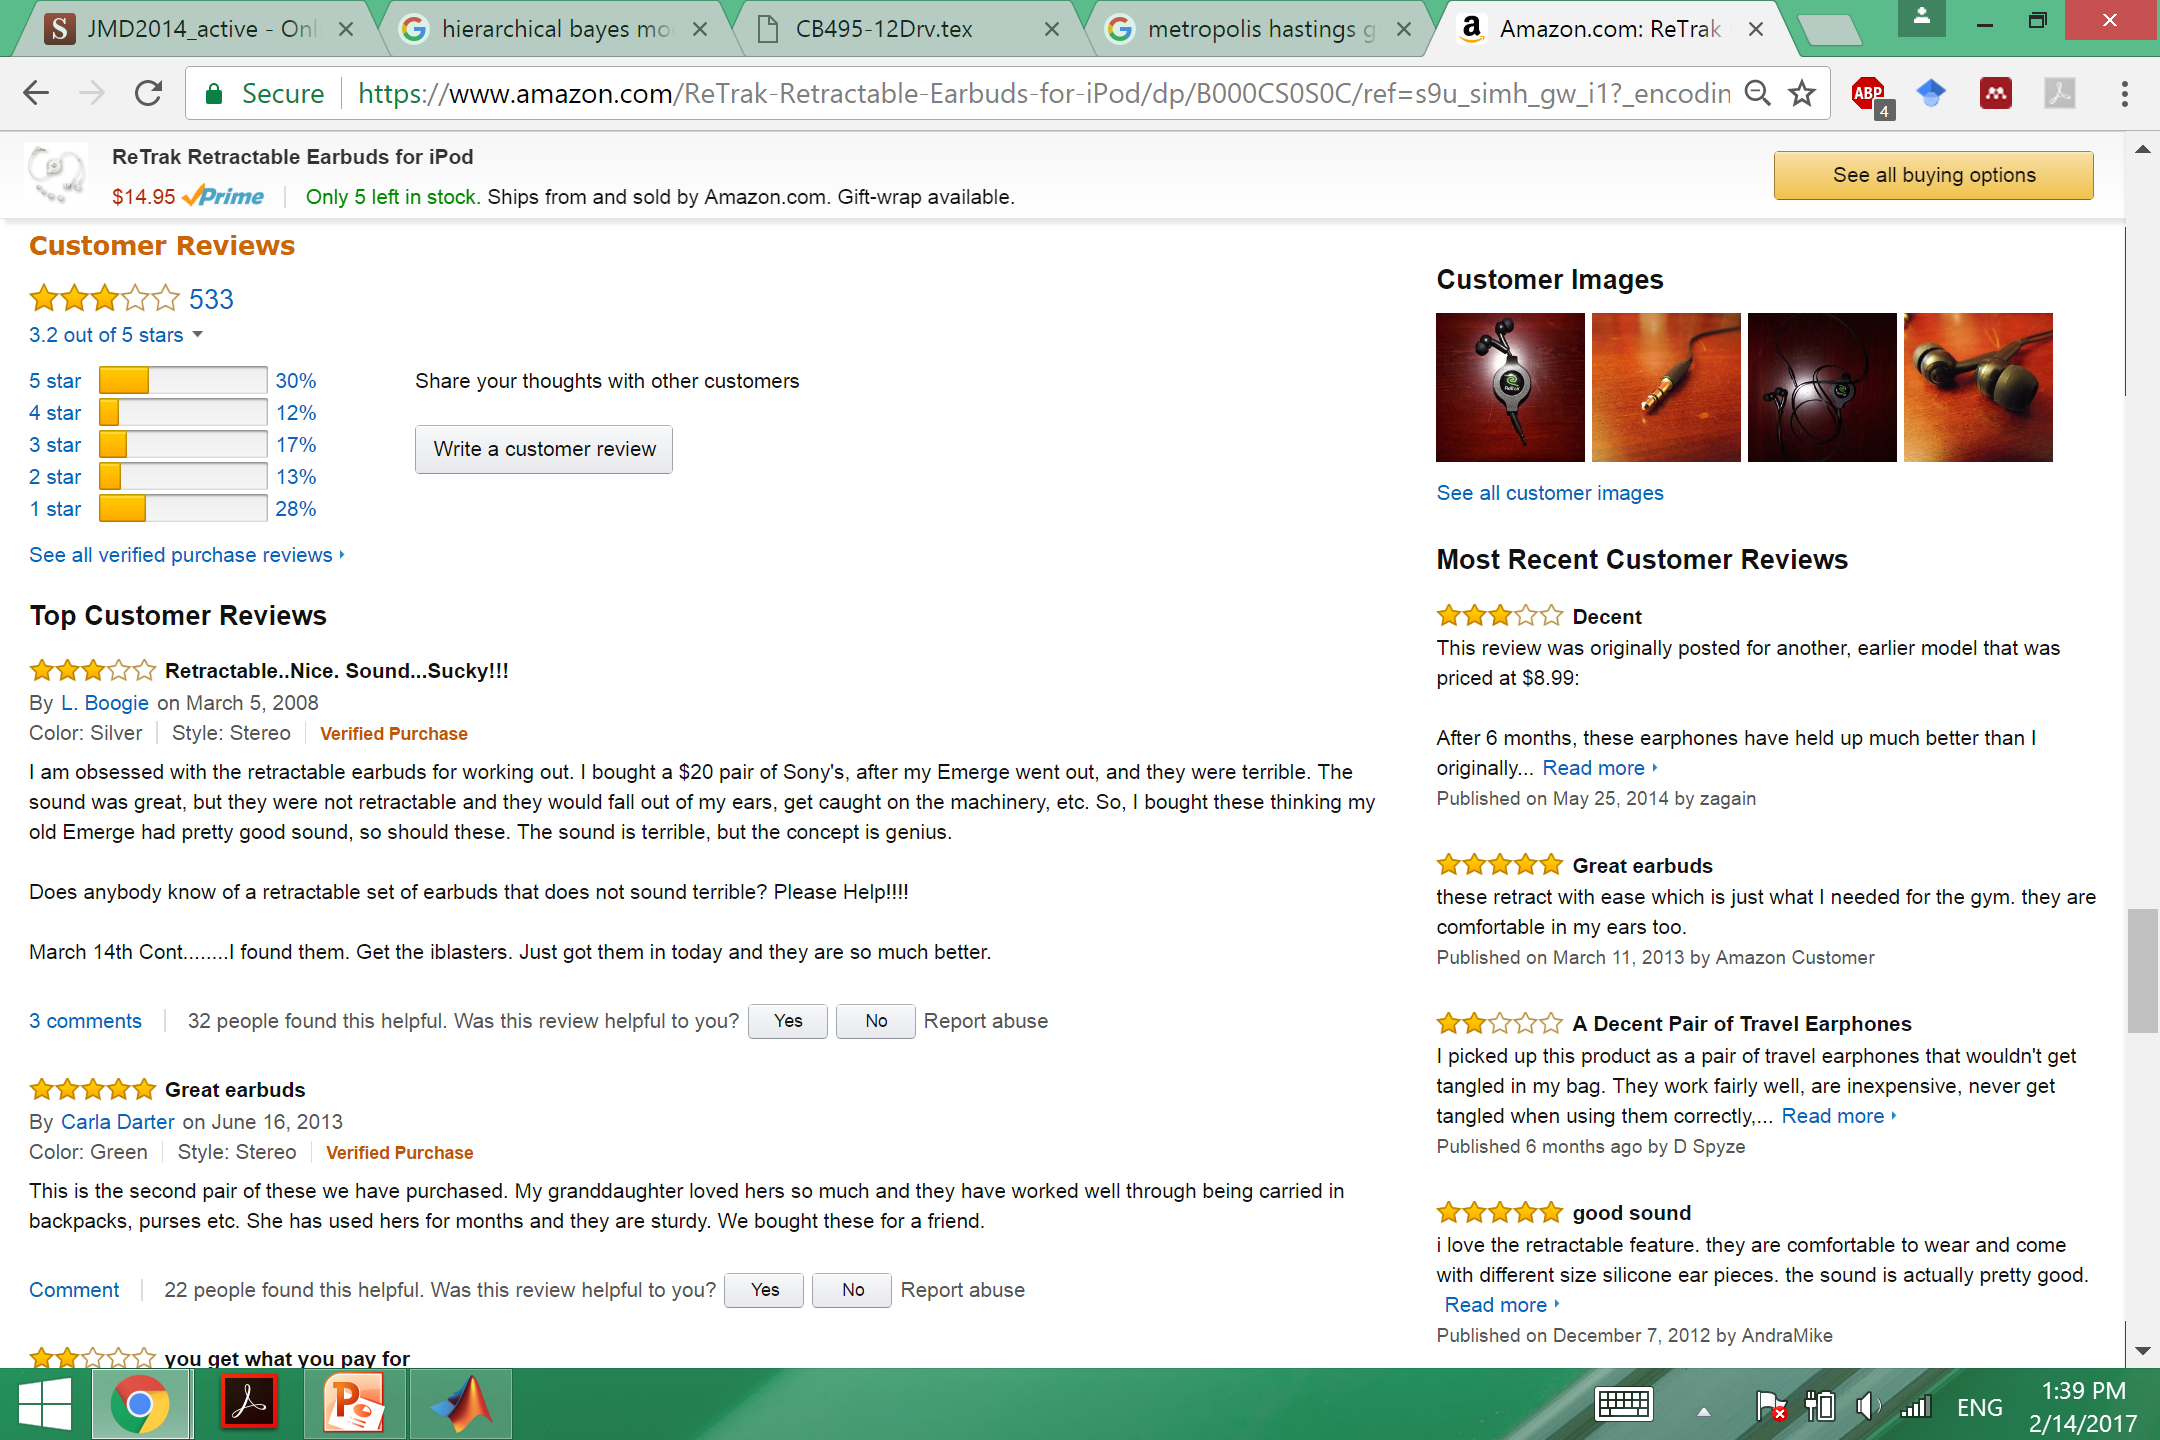 JMD2014_active - Onl
hierarchical bayes mo
CB495-12Drv.tex
metropolis hastings g
Amazon.com: ReTrak
Secure
https://www.amazon.com/ReTrak-Retractable-Earbuds-for-iPod/dp/B000CS0S0C/ref=s9u_simh_gw_i1?_encodin
ABP
4
ReTrak Retractable Earbuds for iPod
$14.95 Prime
Only 5 left in stock. Ships from and sold by Amazon.com. Gift-wrap available.
See all buying options
Customer Reviews
533
3.2 out of 5 stars
5 star 30%
4 star 12%
3 star 17%
2 star 13%
1 star 28%
Share your thoughts with other customers
Write a customer review
See all verified purchase reviews
Top Customer Reviews
Retractable..Nice. Sound...Sucky!!!
By L. Boogie on March 5, 2008
Color: Silver Style: Stereo Verified Purchase
I am obsessed with the retractable earbuds for working out. I bought a $20 pair of Sony's, after my Emerge went out, and they were terrible. The
sound was great, but they were not retractable and they would fall out of my ears, get caught on the machinery, etc. So, I bought these thinking my
old Emerge had pretty good sound, so should these. The sound is terrible, but the concept is genius.
Does anybody know of a retractable set of earbuds that does not sound terrible? Please Help!!!!
March 14th Cont........I found them. Get the iblasters. Just got them in today and they are so much better.
3 comments 32 people found this helpful. Was this review helpful to you? Yes No Report abuse
Great earbuds
By Carla Darter on June 16, 2013
Color: Green Style: Stereo Verified Purchase
This is the second pair of these we have purchased. My granddaughter loved hers so much and they have worked well through being carried in
backpacks, purses etc. She has used hers for months and they are sturdy. We bought these for a friend.
Comment 22 people found this helpful. Was this review helpful to you? Yes No Report abuse
you get what you pay for
Customer Images
See all customer images
Most Recent Customer Reviews
Decent
This review was originally posted for another, earlier model that was
priced at $8.99:
After 6 months, these earphones have held up much better than I
originally... Read more
Published on May 25, 2014 by zagain
Great earbuds
these retract with ease which is just what I needed for the gym. they are
comfortable in my ears too.
Published on March 11, 2013 by Amazon Customer
A Decent Pair of Travel Earphones
I picked up this product as a pair of travel earphones that wouldn't get
tangled in my bag. They work fairly well, are inexpensive, never get
tangled when using them correctly,... Read more
Published 6 months ago by D Spyze
good sound
i love the retractable feature. they are comfortable to wear and come
with different size silicone ear pieces. the sound is actually pretty good.
Read more
Published on December 7, 2012 by AndraMike
ENG
1:39 PM
2/14/2017